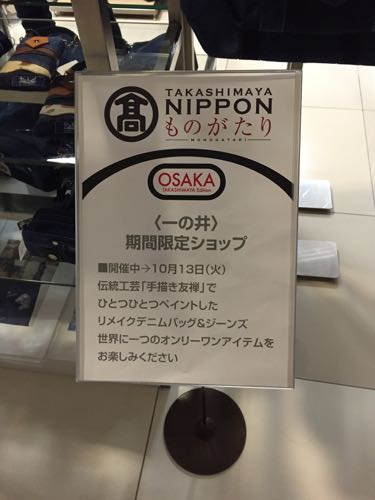 髙
TAKASHIMAYA
NIPPON
ものがたり
MONOGATARI
OSAKA
TAKASHIMAYA Edition
〈一の井〉
期間限定ショップ
■開催中→10月13日(火)
伝統工芸「手描き友禅」で
ひとつひとつペイントした
リメイクデニムバッグ&ジーンズ
世界に一つのオンリーワンアイテムを
お楽しみください